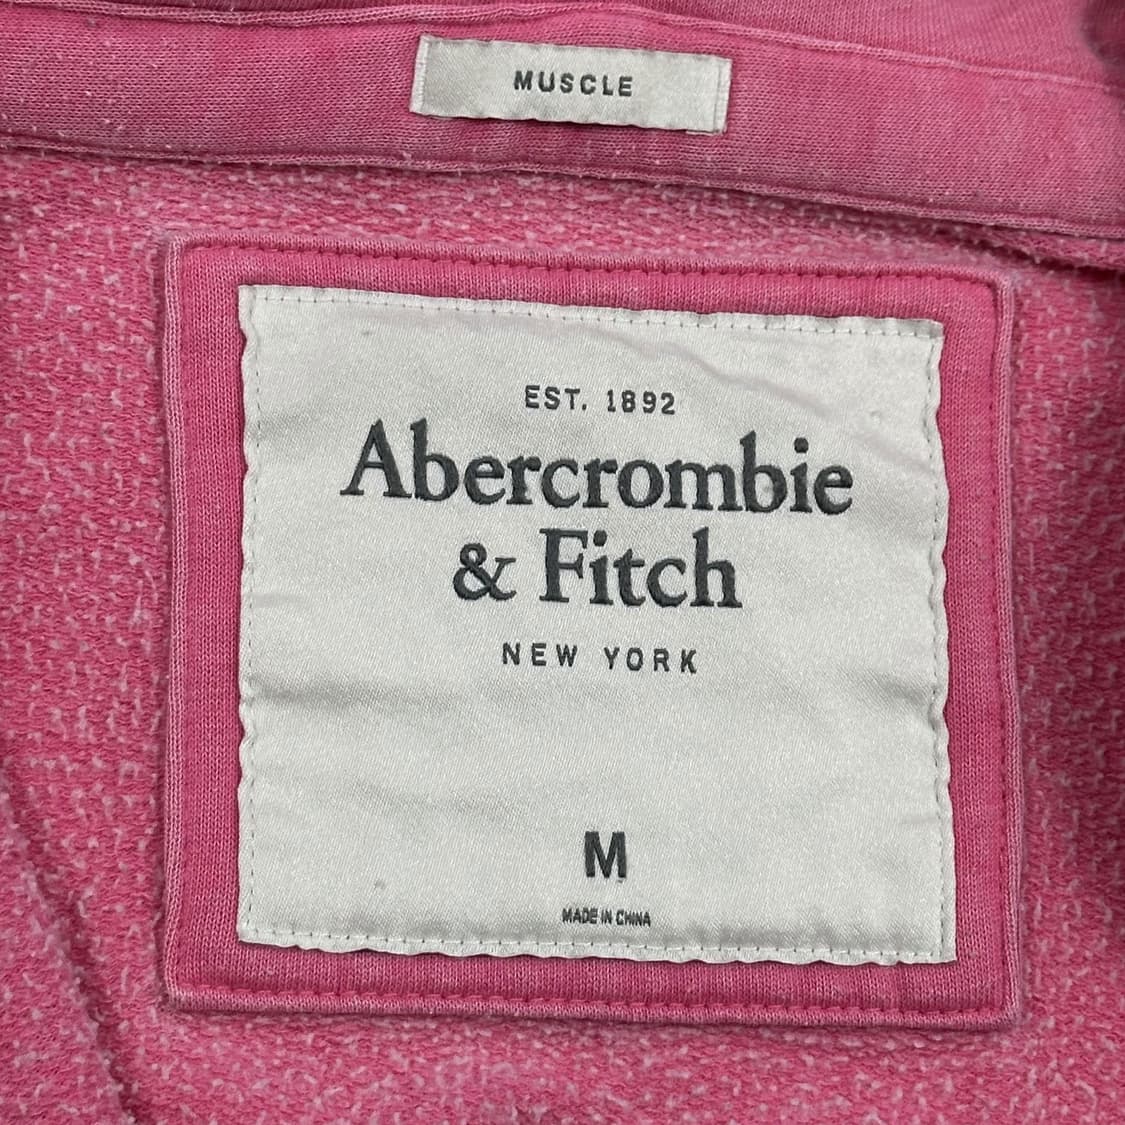 MUSCLE
EST. 1892
Abercrombie
& Fitch
NEW YORK
M
MADE IN CHINA